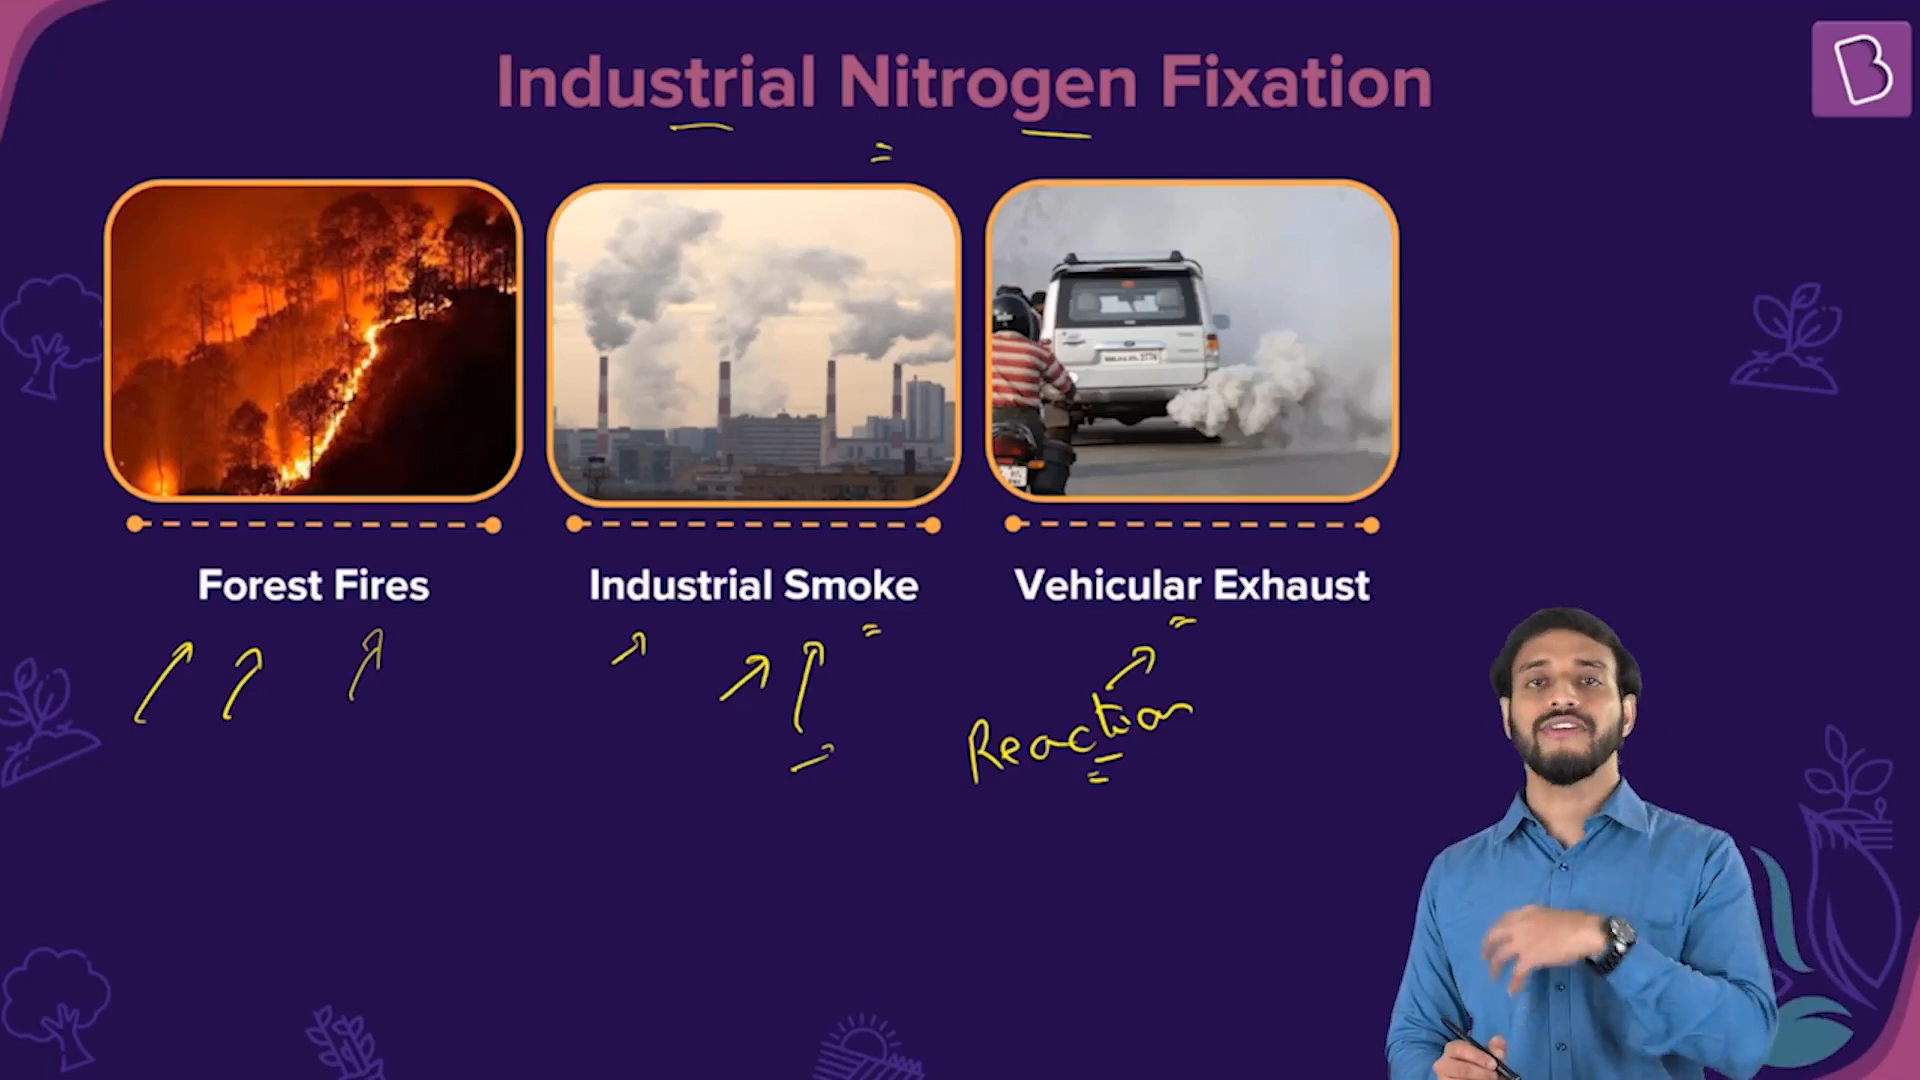 Industrial Nitrogen Fixation
Forest Fires
Industrial Smoke
Vehicular Exhaust
Reaction